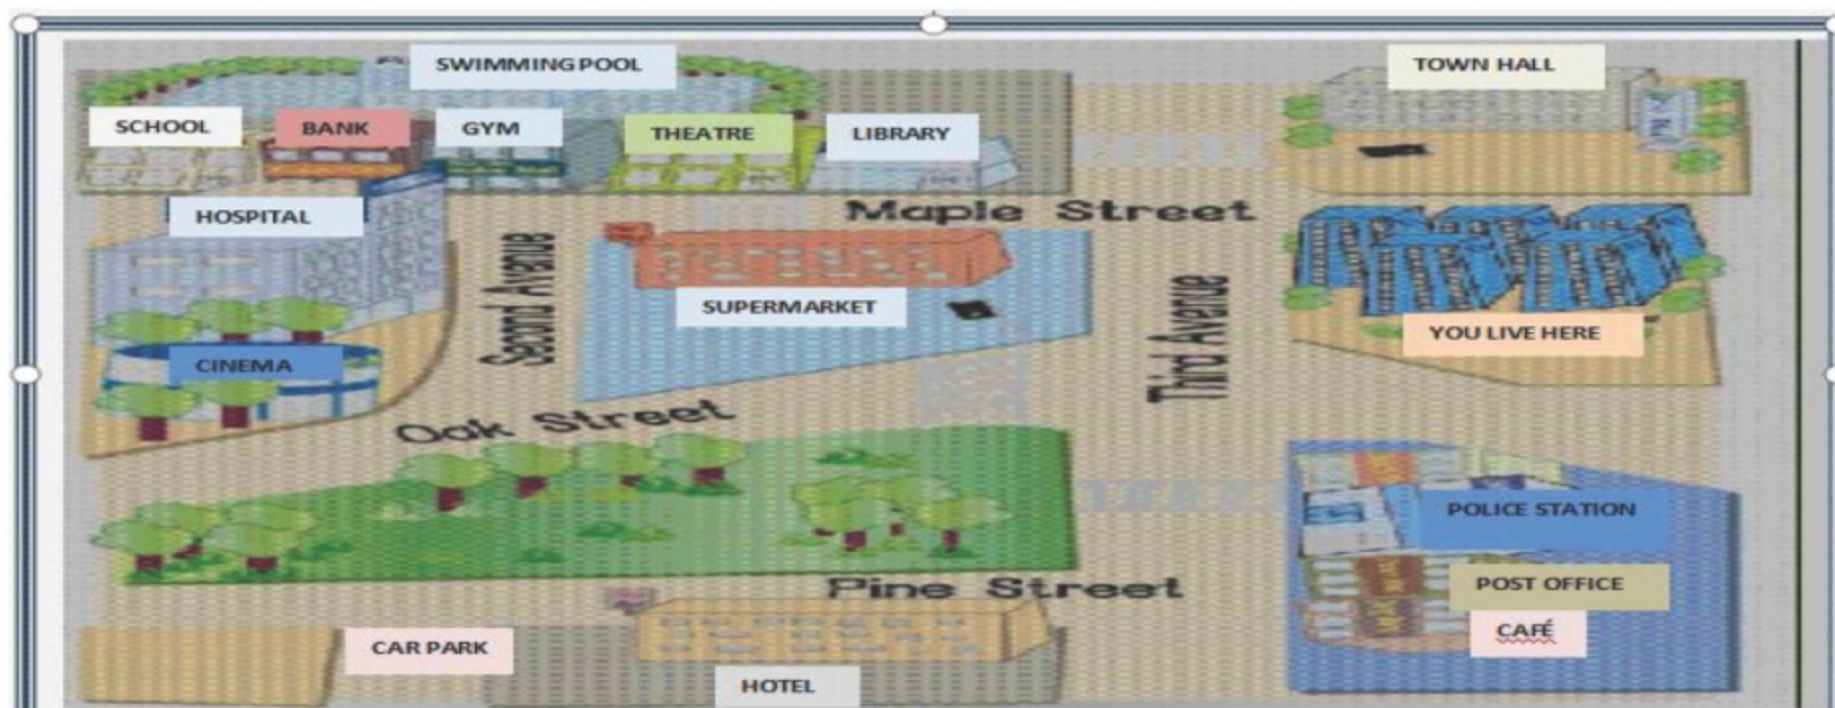 SWIMMING POOL
TOWN HALL
SCHOOL
BANK
GYM
THEATRE
LIBRARY
HOSPITAL
Maple Street
Second Avenue
SUPERMARKET
Third Avenue
YOU LIVE HERE
CINEMA
Oak Street
POLICE STATION
Pine Street
POST OFFICE
CAFÉ
CAR PARK
HOTEL